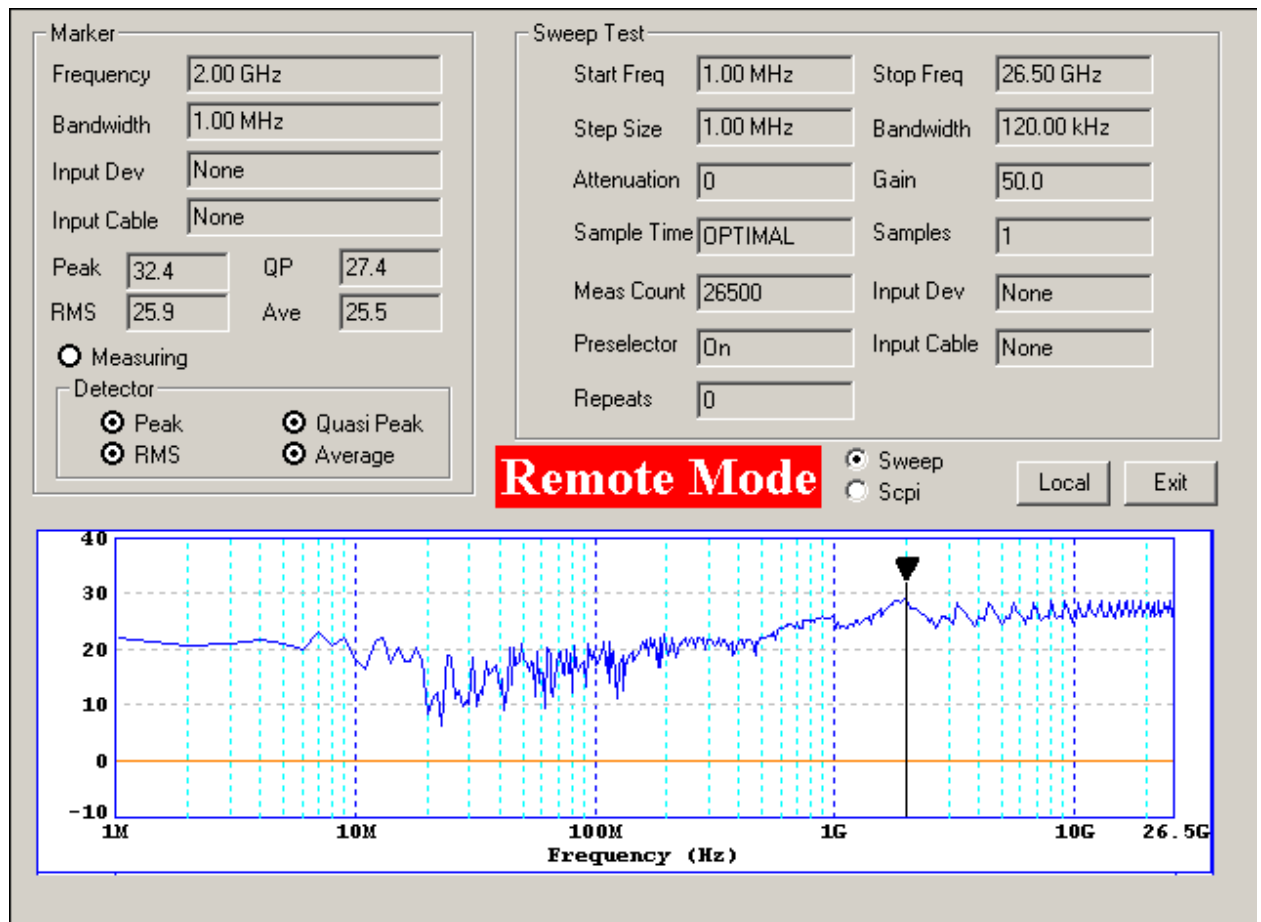 Marker
Frequency 2.00 GHz
Bandwidth 1.00 MHz
Input Dev None
Input Cable None
Peak 32.4 QP 27.4
RMS 25.9 Ave 25.5
Measuring
Detector
Peak Quasi Peak
RMS Average
Sweep Test
Start Freq 1.00 MHz Stop Freq 26.50 GHz
Step Size 1.00 MHz Bandwidth 120.00 kHz
Attenuation 0 Gain 50.0
Sample Time OPTIMAL Samples 1
Meas Count 26500 Input Dev None
Preselector On Input Cable None
Repeats 0
Remote Mode
Sweep
Scpi
Local Exit
40
30
20
10
0
-10
1M 10M 100M 1G 10G 26.5G
Frequency (Hz)